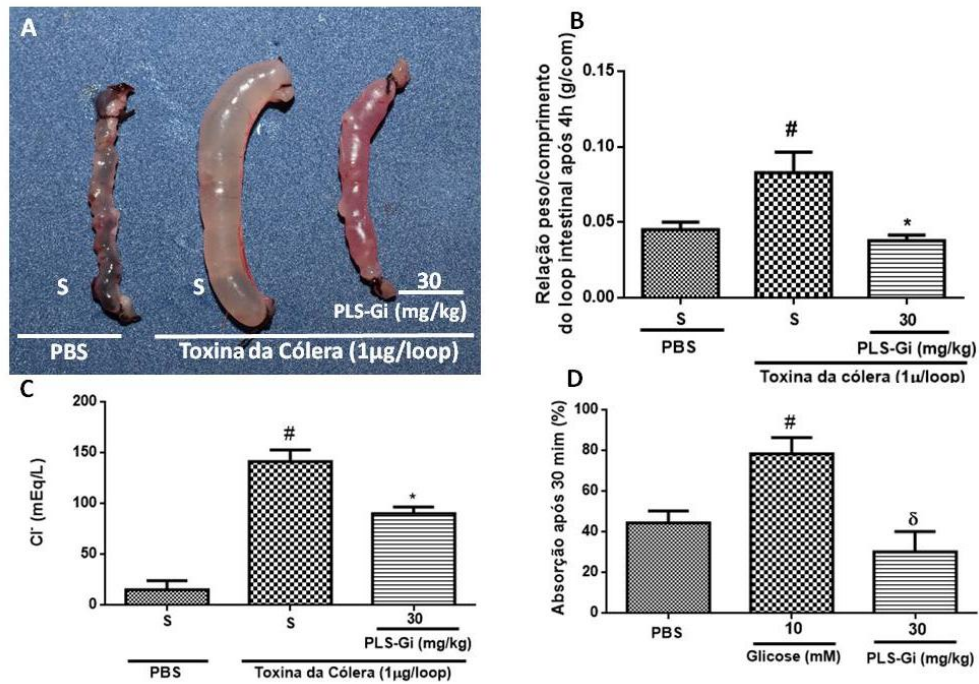 A
S
S
30
PLS-Gi (mg/kg)
PBS
Toxina da Cólera (1µg/loop)
B
Relação peso/comprimento
do loop intestinal após 4h (g/com)
0.15
0.10
0.05
0.00
#
*
S
S
30
PBS
PLS-Gi (mg/kg)
Toxina da cólera (1µ/loop)
C
Cl⁻ (mEq/L)
200
150
100
50
0
#
*
S
S
30
PLS-Gi (mg/kg)
PBS
Toxina da Cólera (1µg/loop)
D
Absorção após 30 mim (%)
100
80
60
40
20
0
#
δ
PBS
10
30
Glicose (mM)
PLS-Gi (mg/kg)